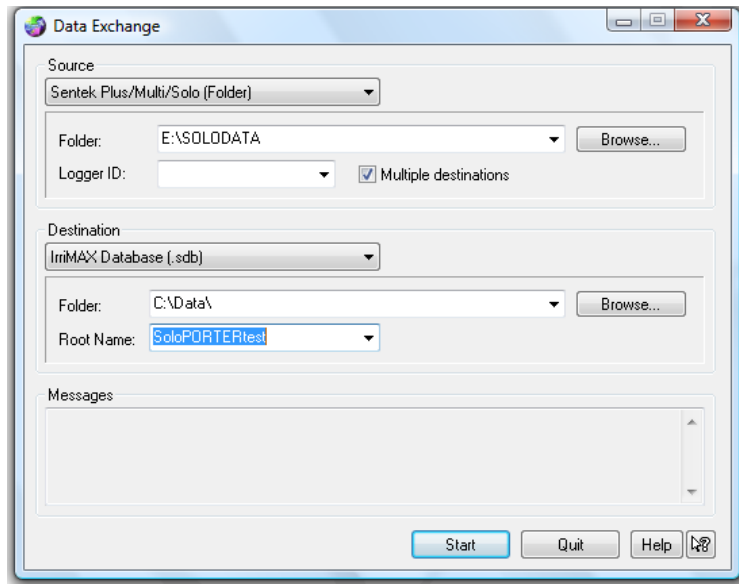 Data Exchange
Source
Sentek Plus/Multi/Solo (Folder)
Folder: E:\SOLODATA Browse...
Logger ID: Multiple destinations
Destination
IrriMAX Database (.sdb)
Folder: C:\Data\ Browse...
Root Name: SoloPORTERtest
Messages
Start Quit Help